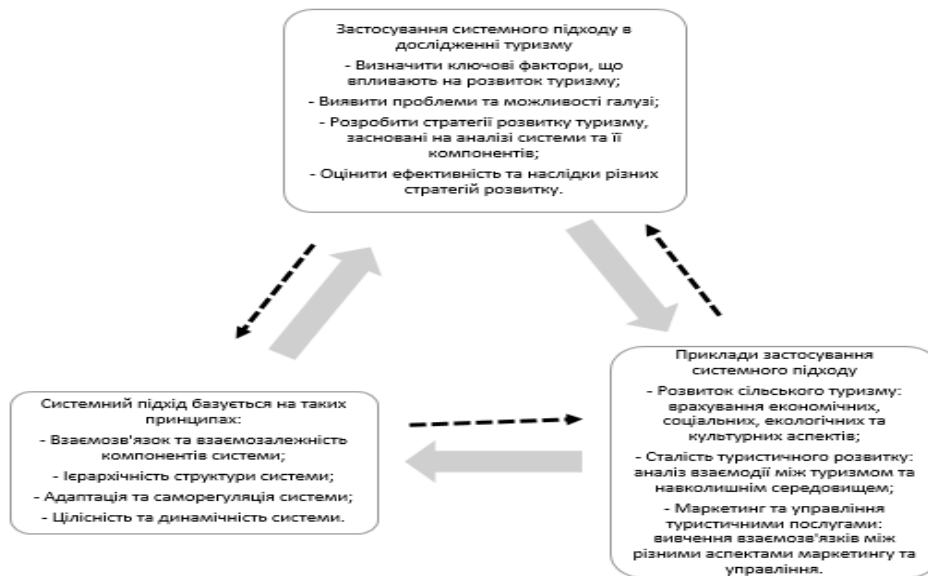 Застосування системного підходу в
дослідженні туризму
- Визначити ключові фактори, що
впливають на розвиток туризму;
- Виявити проблеми та можливості галузі;
- Розробити стратегії розвитку туризму,
засновані на аналізі системи та її
компонентів;
- Оцінити ефективність та наслідки різних
стратегій розвитку.
Системний підхід базується на таких
принципах:
- Взаємозв'язок та взаємозалежність
компонентів системи;
- Ієрархічність структури системи;
- Адаптація та саморегуляція системи;
- Цілісність та динамічність системи.
Приклади застосування
системного підходу
- Розвиток сільського туризму:
врахування економічних,
соціальних, екологічних та
культурних аспектів;
- Сталість туристичного розвитку:
аналіз взаємодії між туризмом та
навколишнім середовищем;
- Маркетинг та управління
туристичними послугами:
вивчення взаємозв'язків між
різними аспектами маркетингу та
управління.